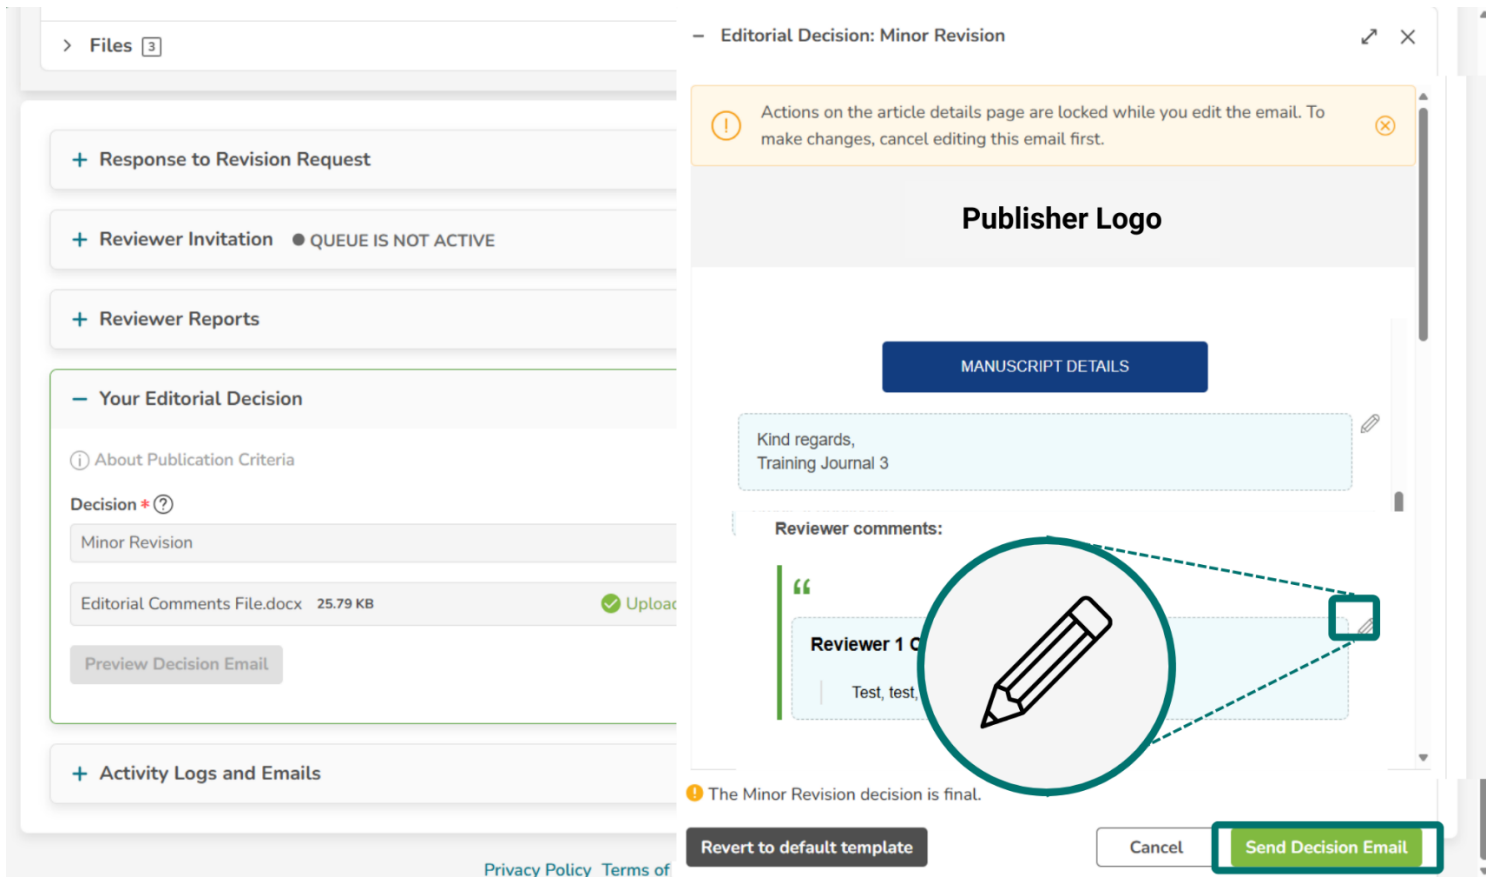 Files 3
Response to Revision Request
Reviewer Invitation ● QUEUE IS NOT ACTIVE
Reviewer Reports
Your Editorial Decision
About Publication Criteria
Decision *
Minor Revision
Editorial Comments File.docx 25.79 KB
Preview Decision Email
Activity Logs and Emails
Privacy Policy Terms of
Editorial Decision: Minor Revision
Actions on the article details page are locked while you edit the email. To
make changes, cancel editing this email first.
Publisher Logo
MANUSCRIPT DETAILS
Kind regards,
Training Journal 3
Reviewer comments:
“
Reviewer 1
Test, test,
The Minor Revision decision is final.
Revert to default template
Cancel
Send Decision Email